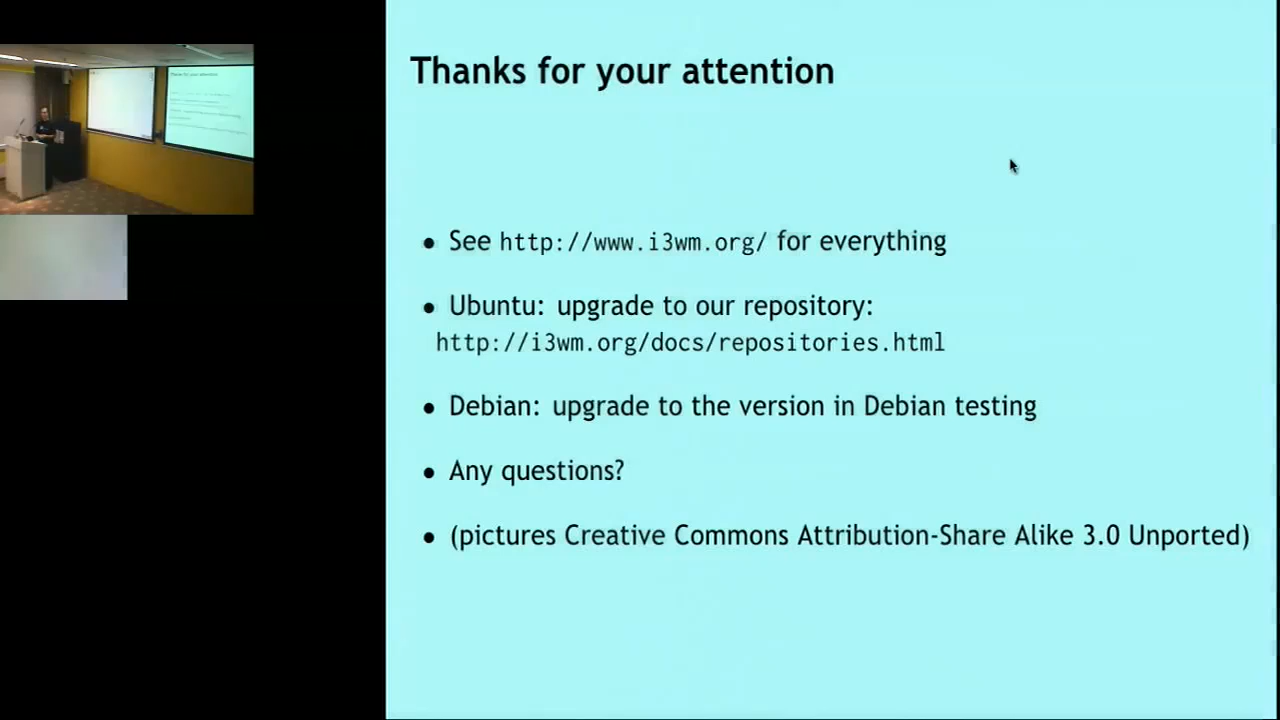 Thanks for your attention
• See http://www.i3wm.org/ for everything
• Ubuntu: upgrade to our repository:
http://i3wm.org/docs/repositories.html
• Debian: upgrade to the version in Debian testing
• Any questions?
• (pictures Creative Commons Attribution-Share Alike 3.0 Unported)